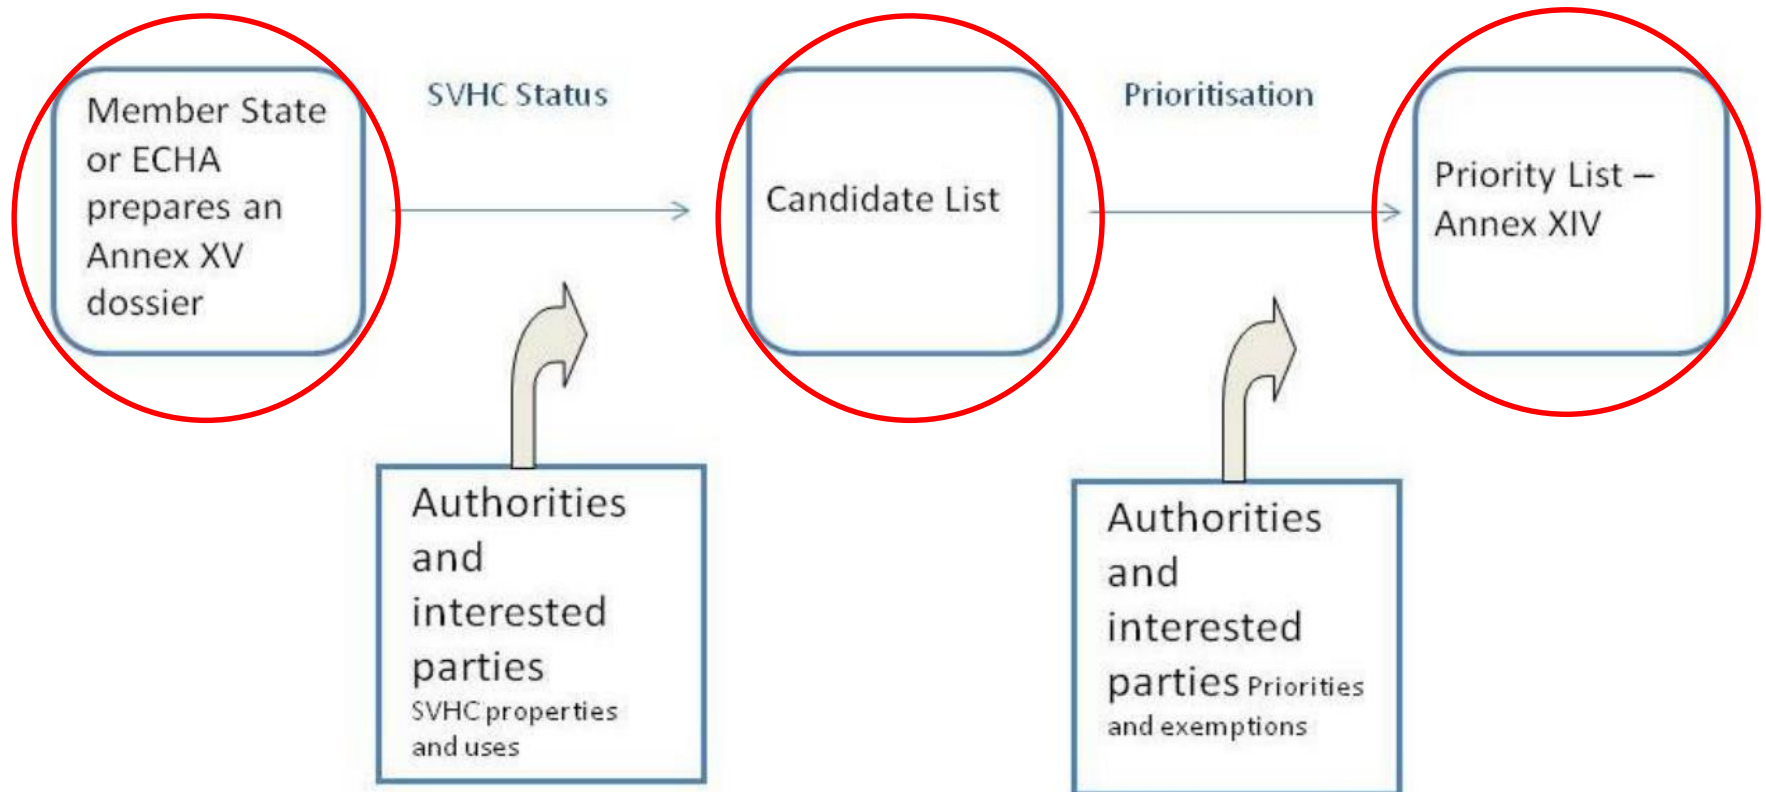 Member State
or ECHA
prepares an
Annex XV
dossier
SVHC Status
Candidate List
Prioritisation
Priority List –
Annex XIV
Authorities
and
interested
parties
SVHC properties
and uses
Authorities
and
interested
parties Priorities
and exemptions